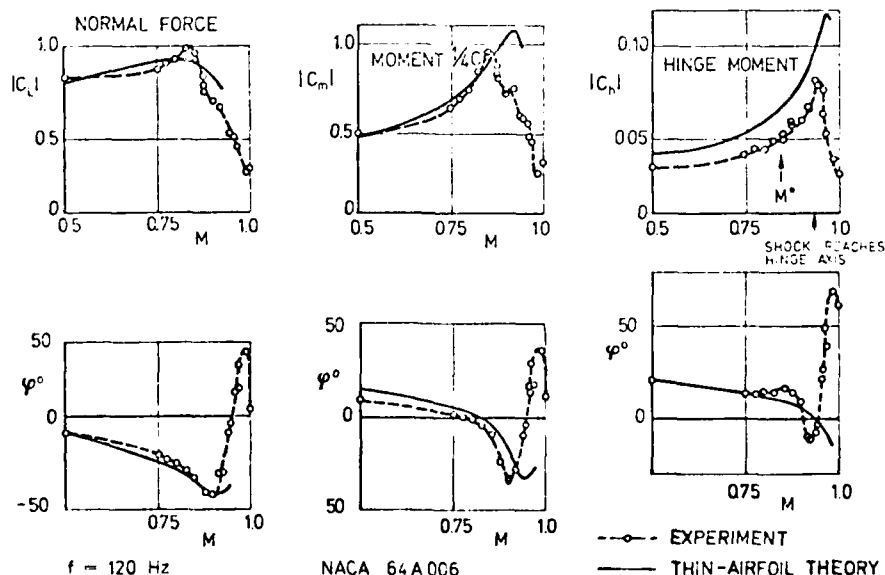 NORMAL FORCE
|C_L|
1.0
0.5
0
0.5
0.75
1.0
M
MOMENT ¼CP
|C_m|
1.0
0.5
0
0.5
0.75
1.0
M
HINGE MOMENT
|C_h|
0.10
0.05
0
0.5
0.75
1.0
M*
M
SHOCK REACHES
HINGE AXIS
φ°
50
0
-50
0.75
1.0
M
φ°
50
0
50
0.75
1.0
M
φ°
50
0
0.75
1.0
M
f = 120 Hz
NACA 64A006
EXPERIMENT
THIN-AIRFOIL THEORY